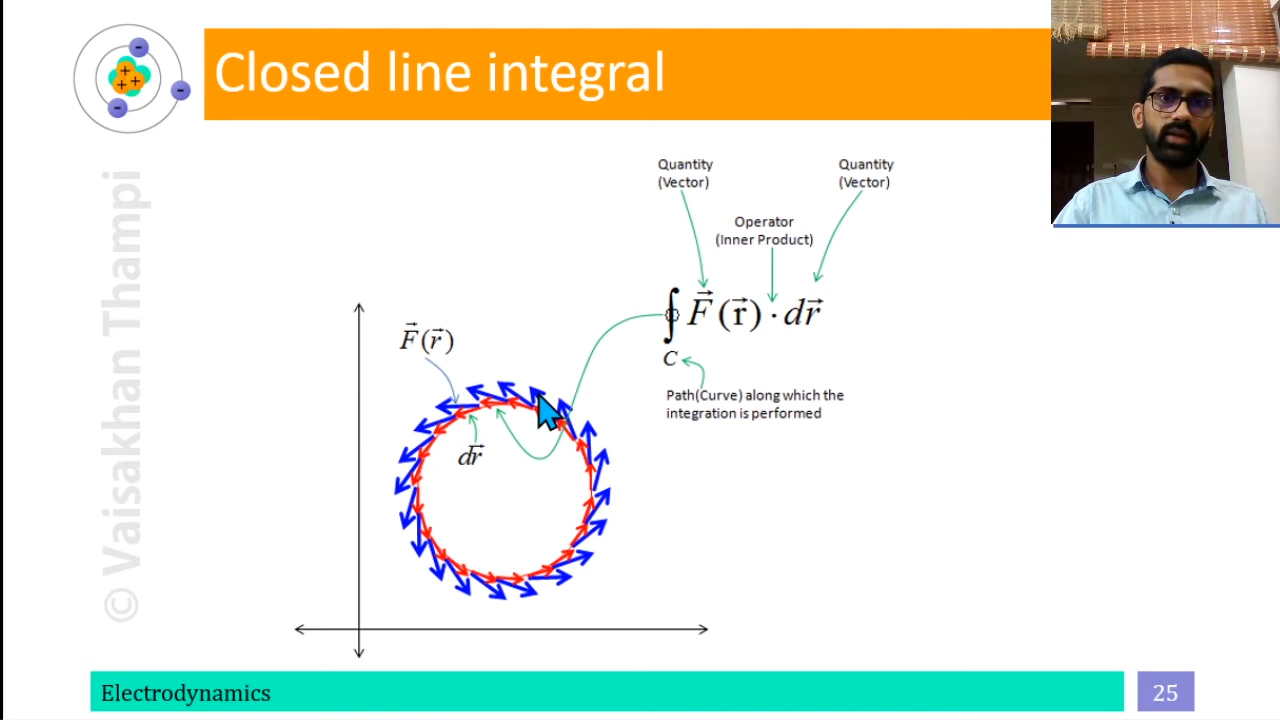 Closed line integral
© Vaisakhan Thampi
Quantity
(Vector)
Quantity
(Vector)
Operator
(Inner Product)
∮ F⃗ (r⃗) · dr⃗
C
Path(Curve) along which the
integration is performed
F⃗(r⃗)
dr⃗
Electrodynamics
25